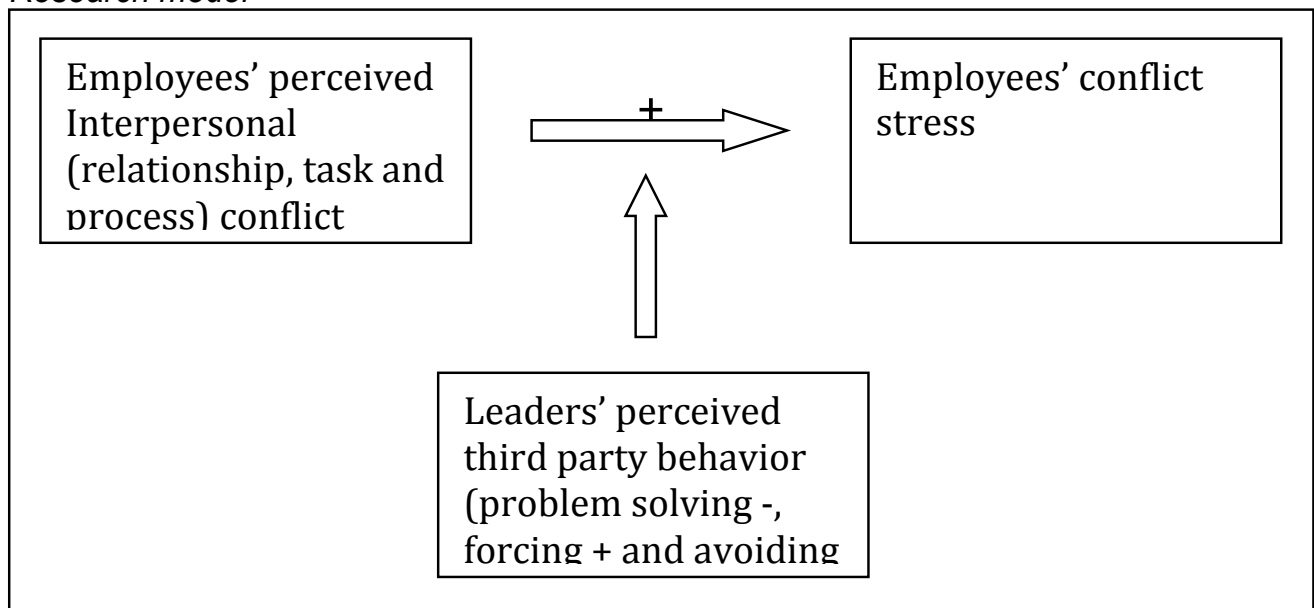 Research model
Employees’ perceived
Interpersonal
(relationship, task and
process) conflict
+
Employees’ conflict
stress
Leaders’ perceived
third party behavior
(problem solving -,
forcing + and avoiding